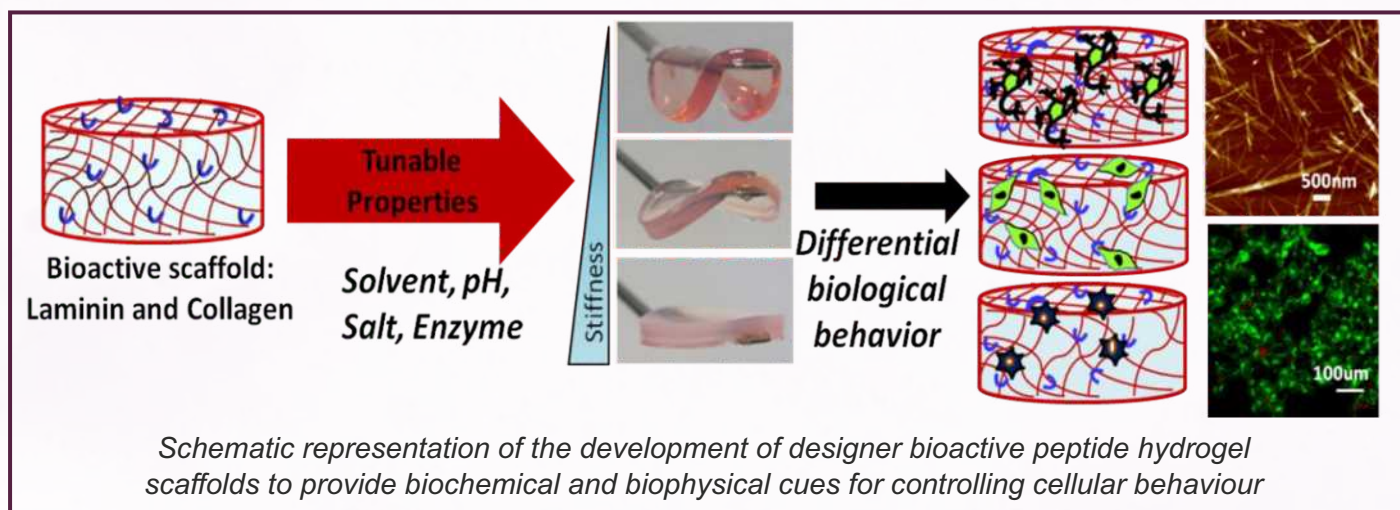 Bioactive scaffold:
Laminin and Collagen
Tunable
Properties
Solvent, pH,
Salt, Enzyme
Stiffness
Differential
biological
behavior
500nm
100um
Schematic representation of the development of designer bioactive peptide hydrogel
scaffolds to provide biochemical and biophysical cues for controlling cellular behaviour